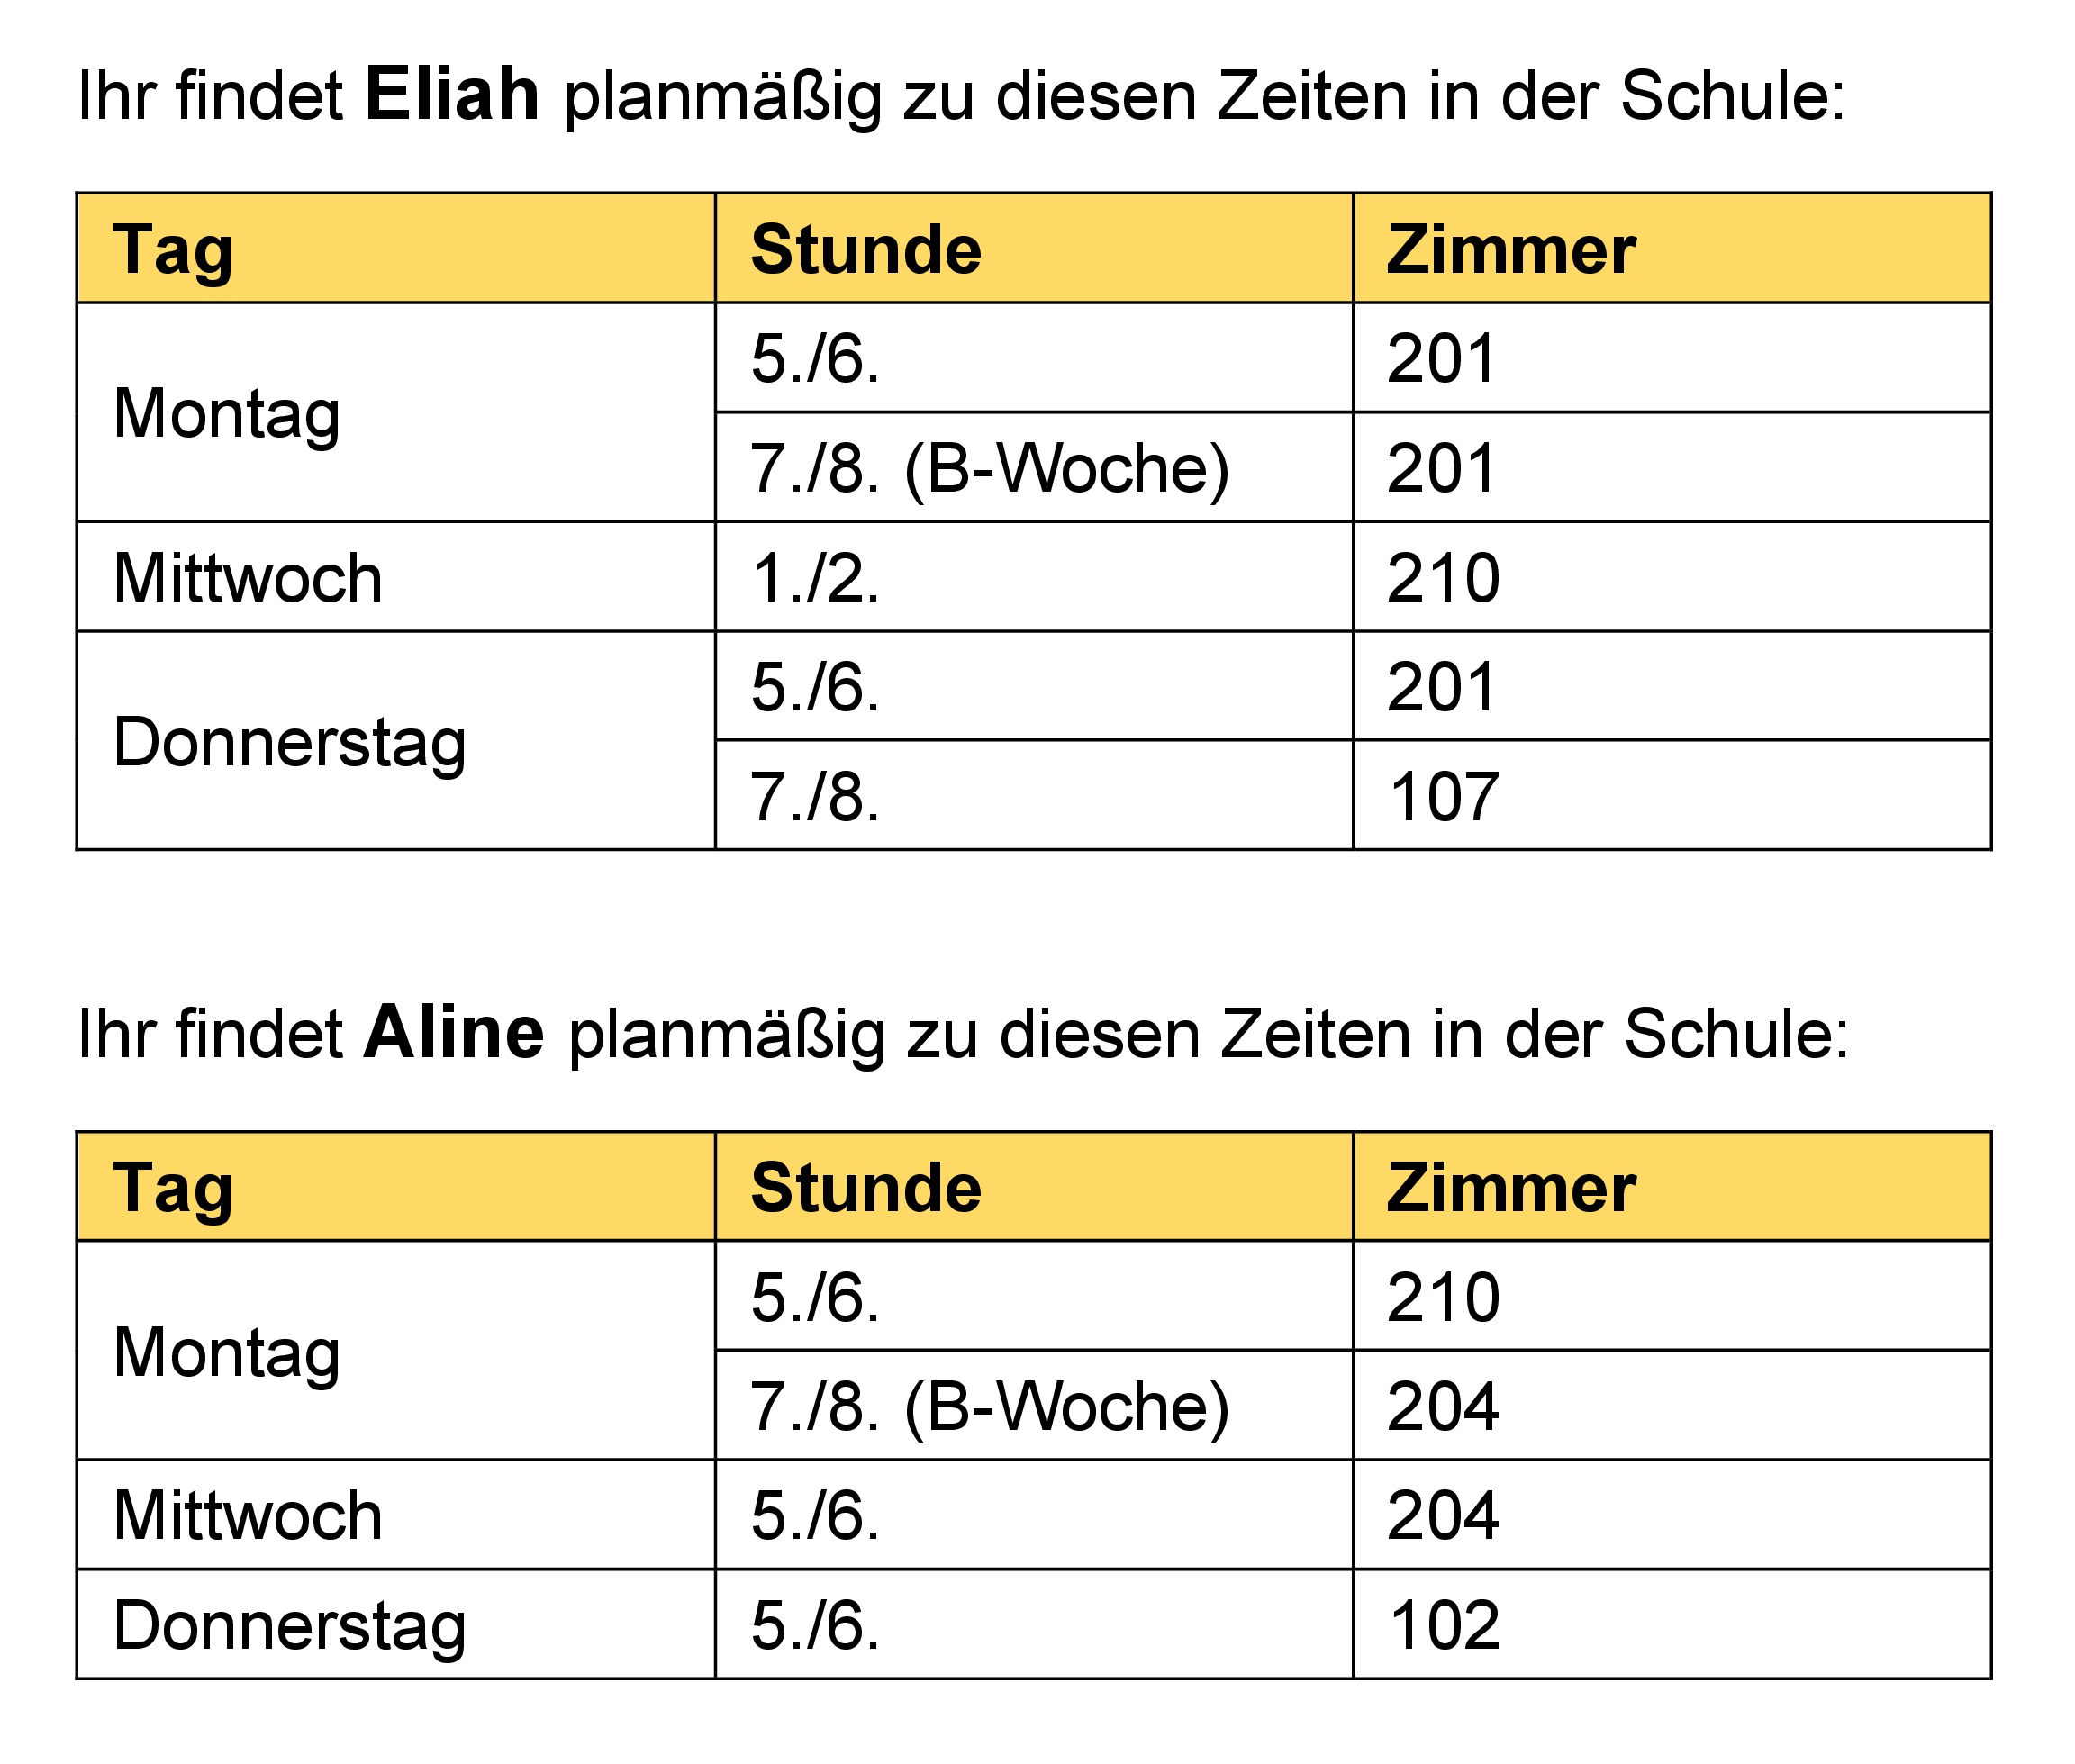 Ihr findet Eliah planmäßig zu diesen Zeiten in der Schule:
Tag Stunde Zimmer
Montag 5./6. 201
7./8. (B-Woche) 201
Mittwoch 1./2. 210
Donnerstag 5./6. 201
7./8. 107
Ihr findet Aline planmäßig zu diesen Zeiten in der Schule:
Tag Stunde Zimmer
Montag 5./6. 210
7./8. (B-Woche) 204
Mittwoch 5./6. 204
Donnerstag 5./6. 102